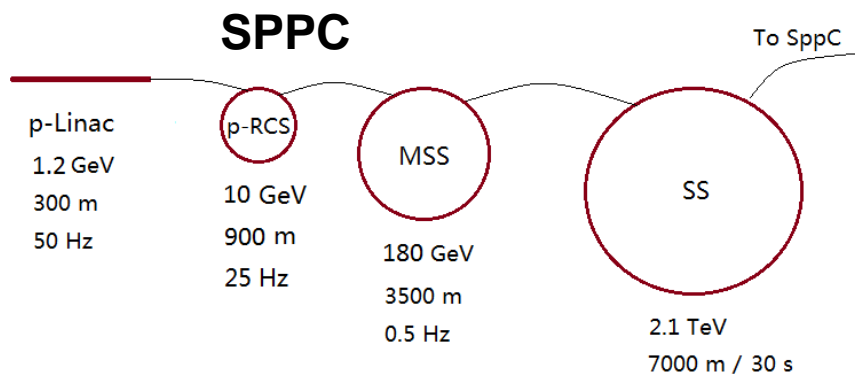 SPPC
To SppC
p-Linac
1.2 GeV
300 m
50 Hz
p-RCS
10 GeV
900 m
25 Hz
MSS
180 GeV
3500 m
0.5 Hz
SS
2.1 TeV
7000 m / 30 s